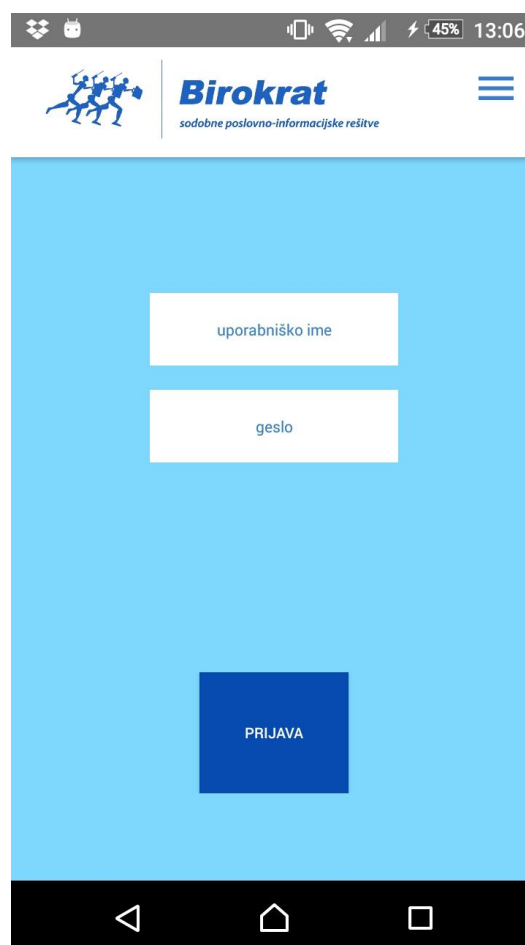 45% 13:06
Birokrat
sodobne poslovno-informacijske rešitve
uporabniško ime
geslo
PRIJAVA